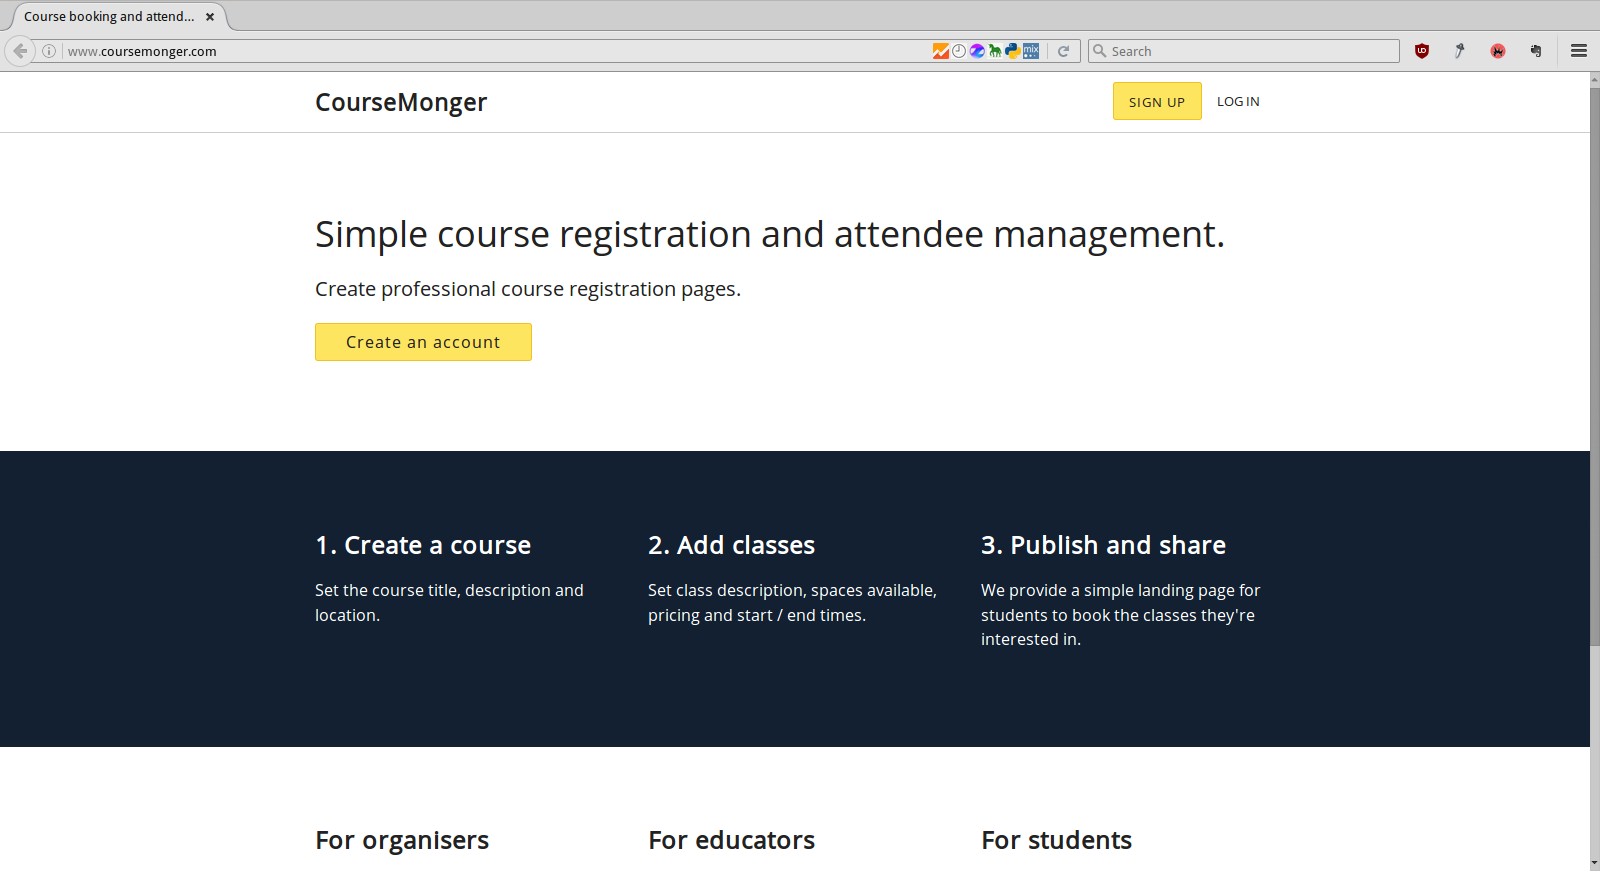 Course booking and attend...
www.coursemonger.com
mix
Search
CourseMonger
SIGN UP
LOG IN
Simple course registration and attendee management.
Create professional course registration pages.
Create an account
1. Create a course
Set the course title, description and
location.
2. Add classes
Set class description, spaces available,
pricing and start / end times.
3. Publish and share
We provide a simple landing page for
students to book the classes they're
interested in.
For organisers
For educators
For students